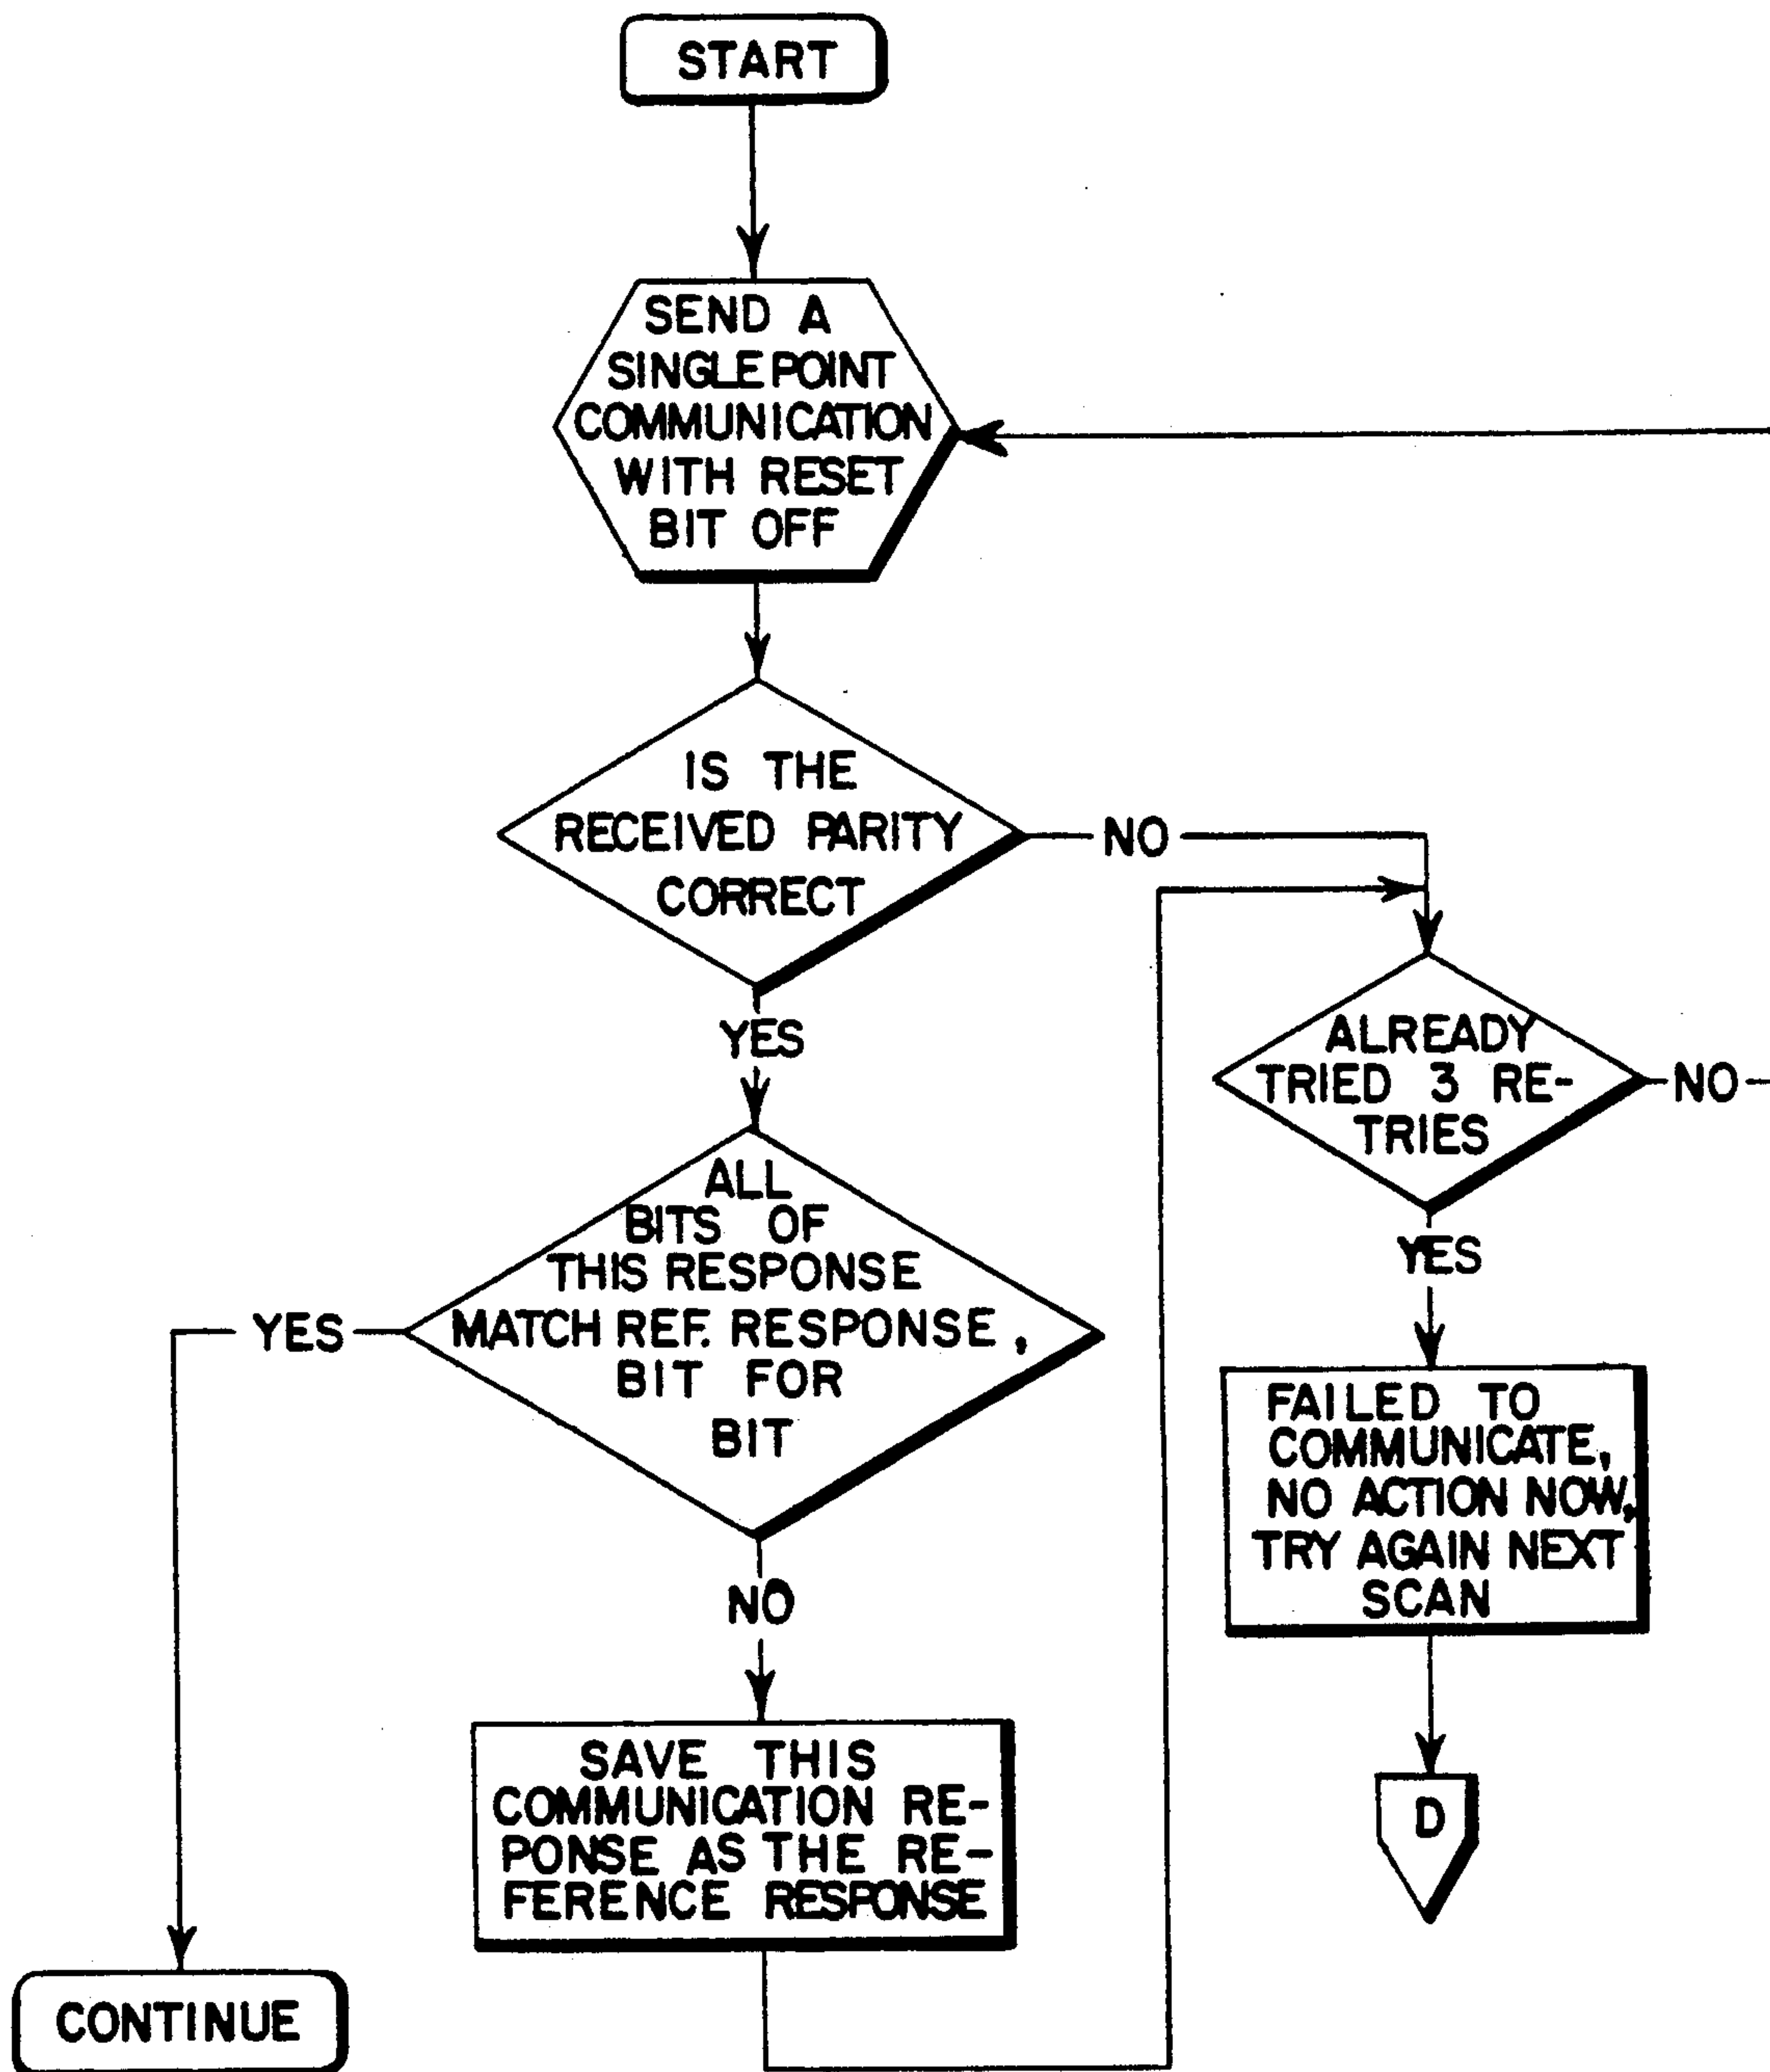 START
SEND A
SINGLE POINT
COMMUNICATION
WITH RESET
BIT OFF
IS THE
RECEIVED PARITY
CORRECT
NO
YES
ALREADY
TRIED 3 RE-
TRIES
NO
YES
ALL
BITS OF
THIS RESPONSE
MATCH REF. RESPONSE,
BIT FOR
BIT
YES
NO
FAILED TO
COMMUNICATE,
NO ACTION NOW,
TRY AGAIN NEXT
SCAN
SAVE THIS
COMMUNICATION RE-
PONSE AS THE RE-
FERENCE RESPONSE
D
CONTINUE